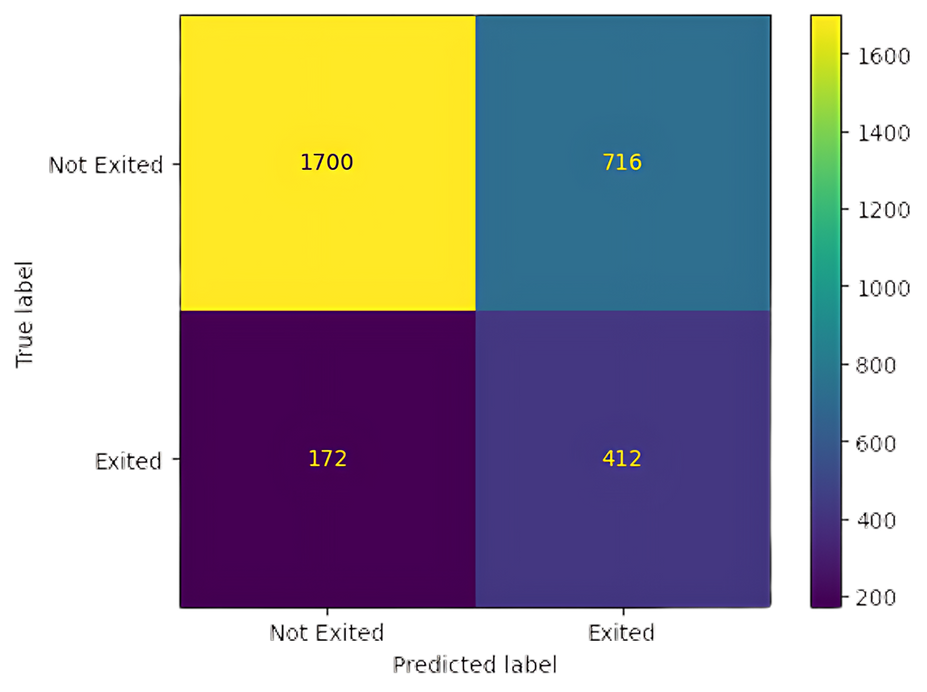 1600
1400
1200
1000
800
600
400
200
Not Exited
1700
716
True label
Exited
172
412
Not Exited
Exited
Predicted label